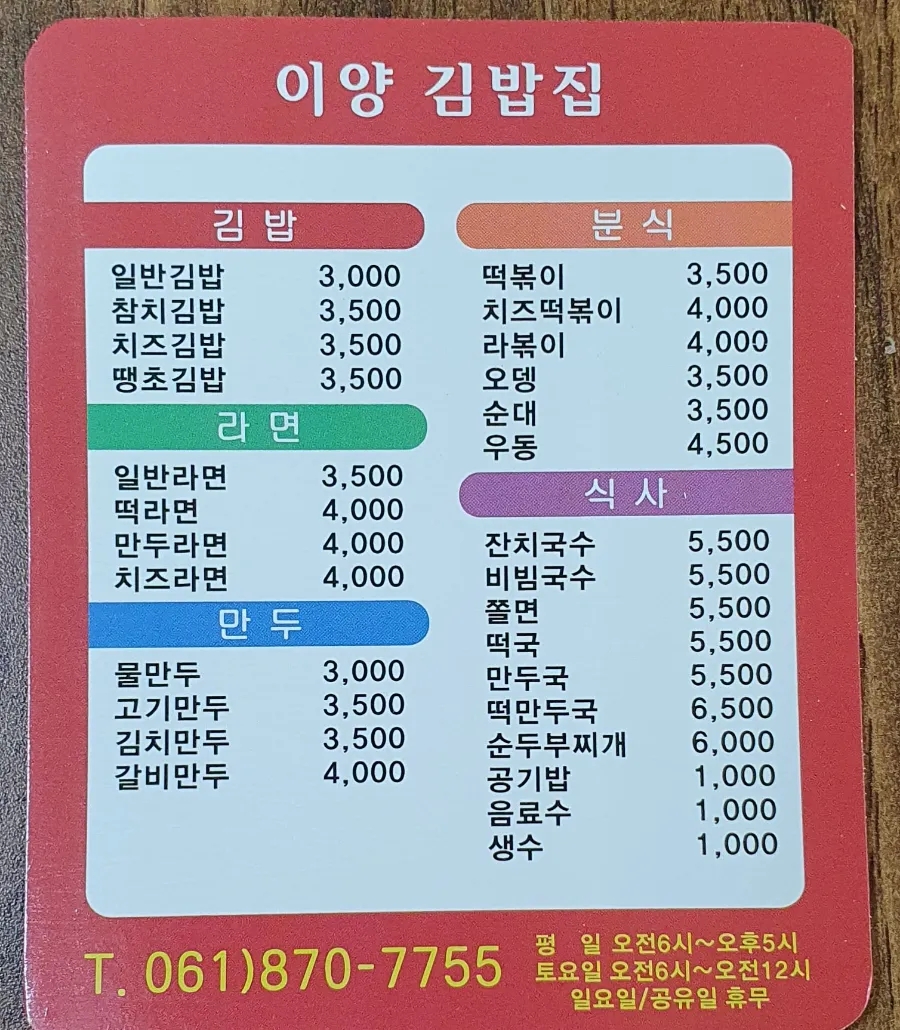 이양 김밥집
김 밥
일반김밥 3,000
참치김밥 3,500
치즈김밥 3,500
땡초김밥 3,500
라 면
일반라면 3,500
떡라면 4,000
만두라면 4,000
치즈라면 4,000
만 두
물만두 3,000
고기만두 3,500
김치만두 3,500
갈비만두 4,000
분 식
떡볶이 3,500
치즈떡볶이 4,000
라볶이 4,000
오뎅 3,500
순대 3,500
우동 4,500
식 사
잔치국수 5,500
비빔국수 5,500
쫄면 5,500
떡국 5,500
만두국 5,500
떡만두국 6,500
순두부찌개 6,000
공기밥 1,000
음료수 1,000
생수 1,000
T. 061)870-7755
평 일 오전6시~오후5시
토요일 오전6시~오전12시
일요일/공유일 휴무